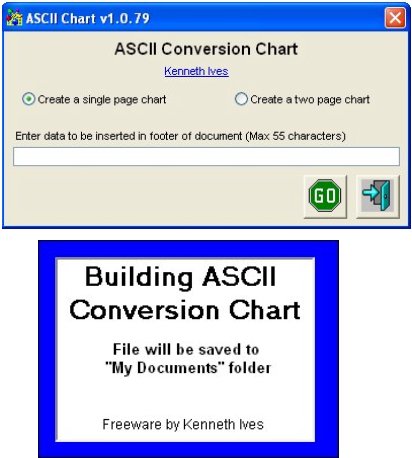 ASCII Chart v1.0.79
ASCII Conversion Chart
Kenneth Ives
Create a single page chart
Create a two page chart
Enter data to be inserted in footer of document (Max 55 characters)
GO
Building ASCII
Conversion Chart
File will be saved to
"My Documents" folder
Freeware by Kenneth Ives